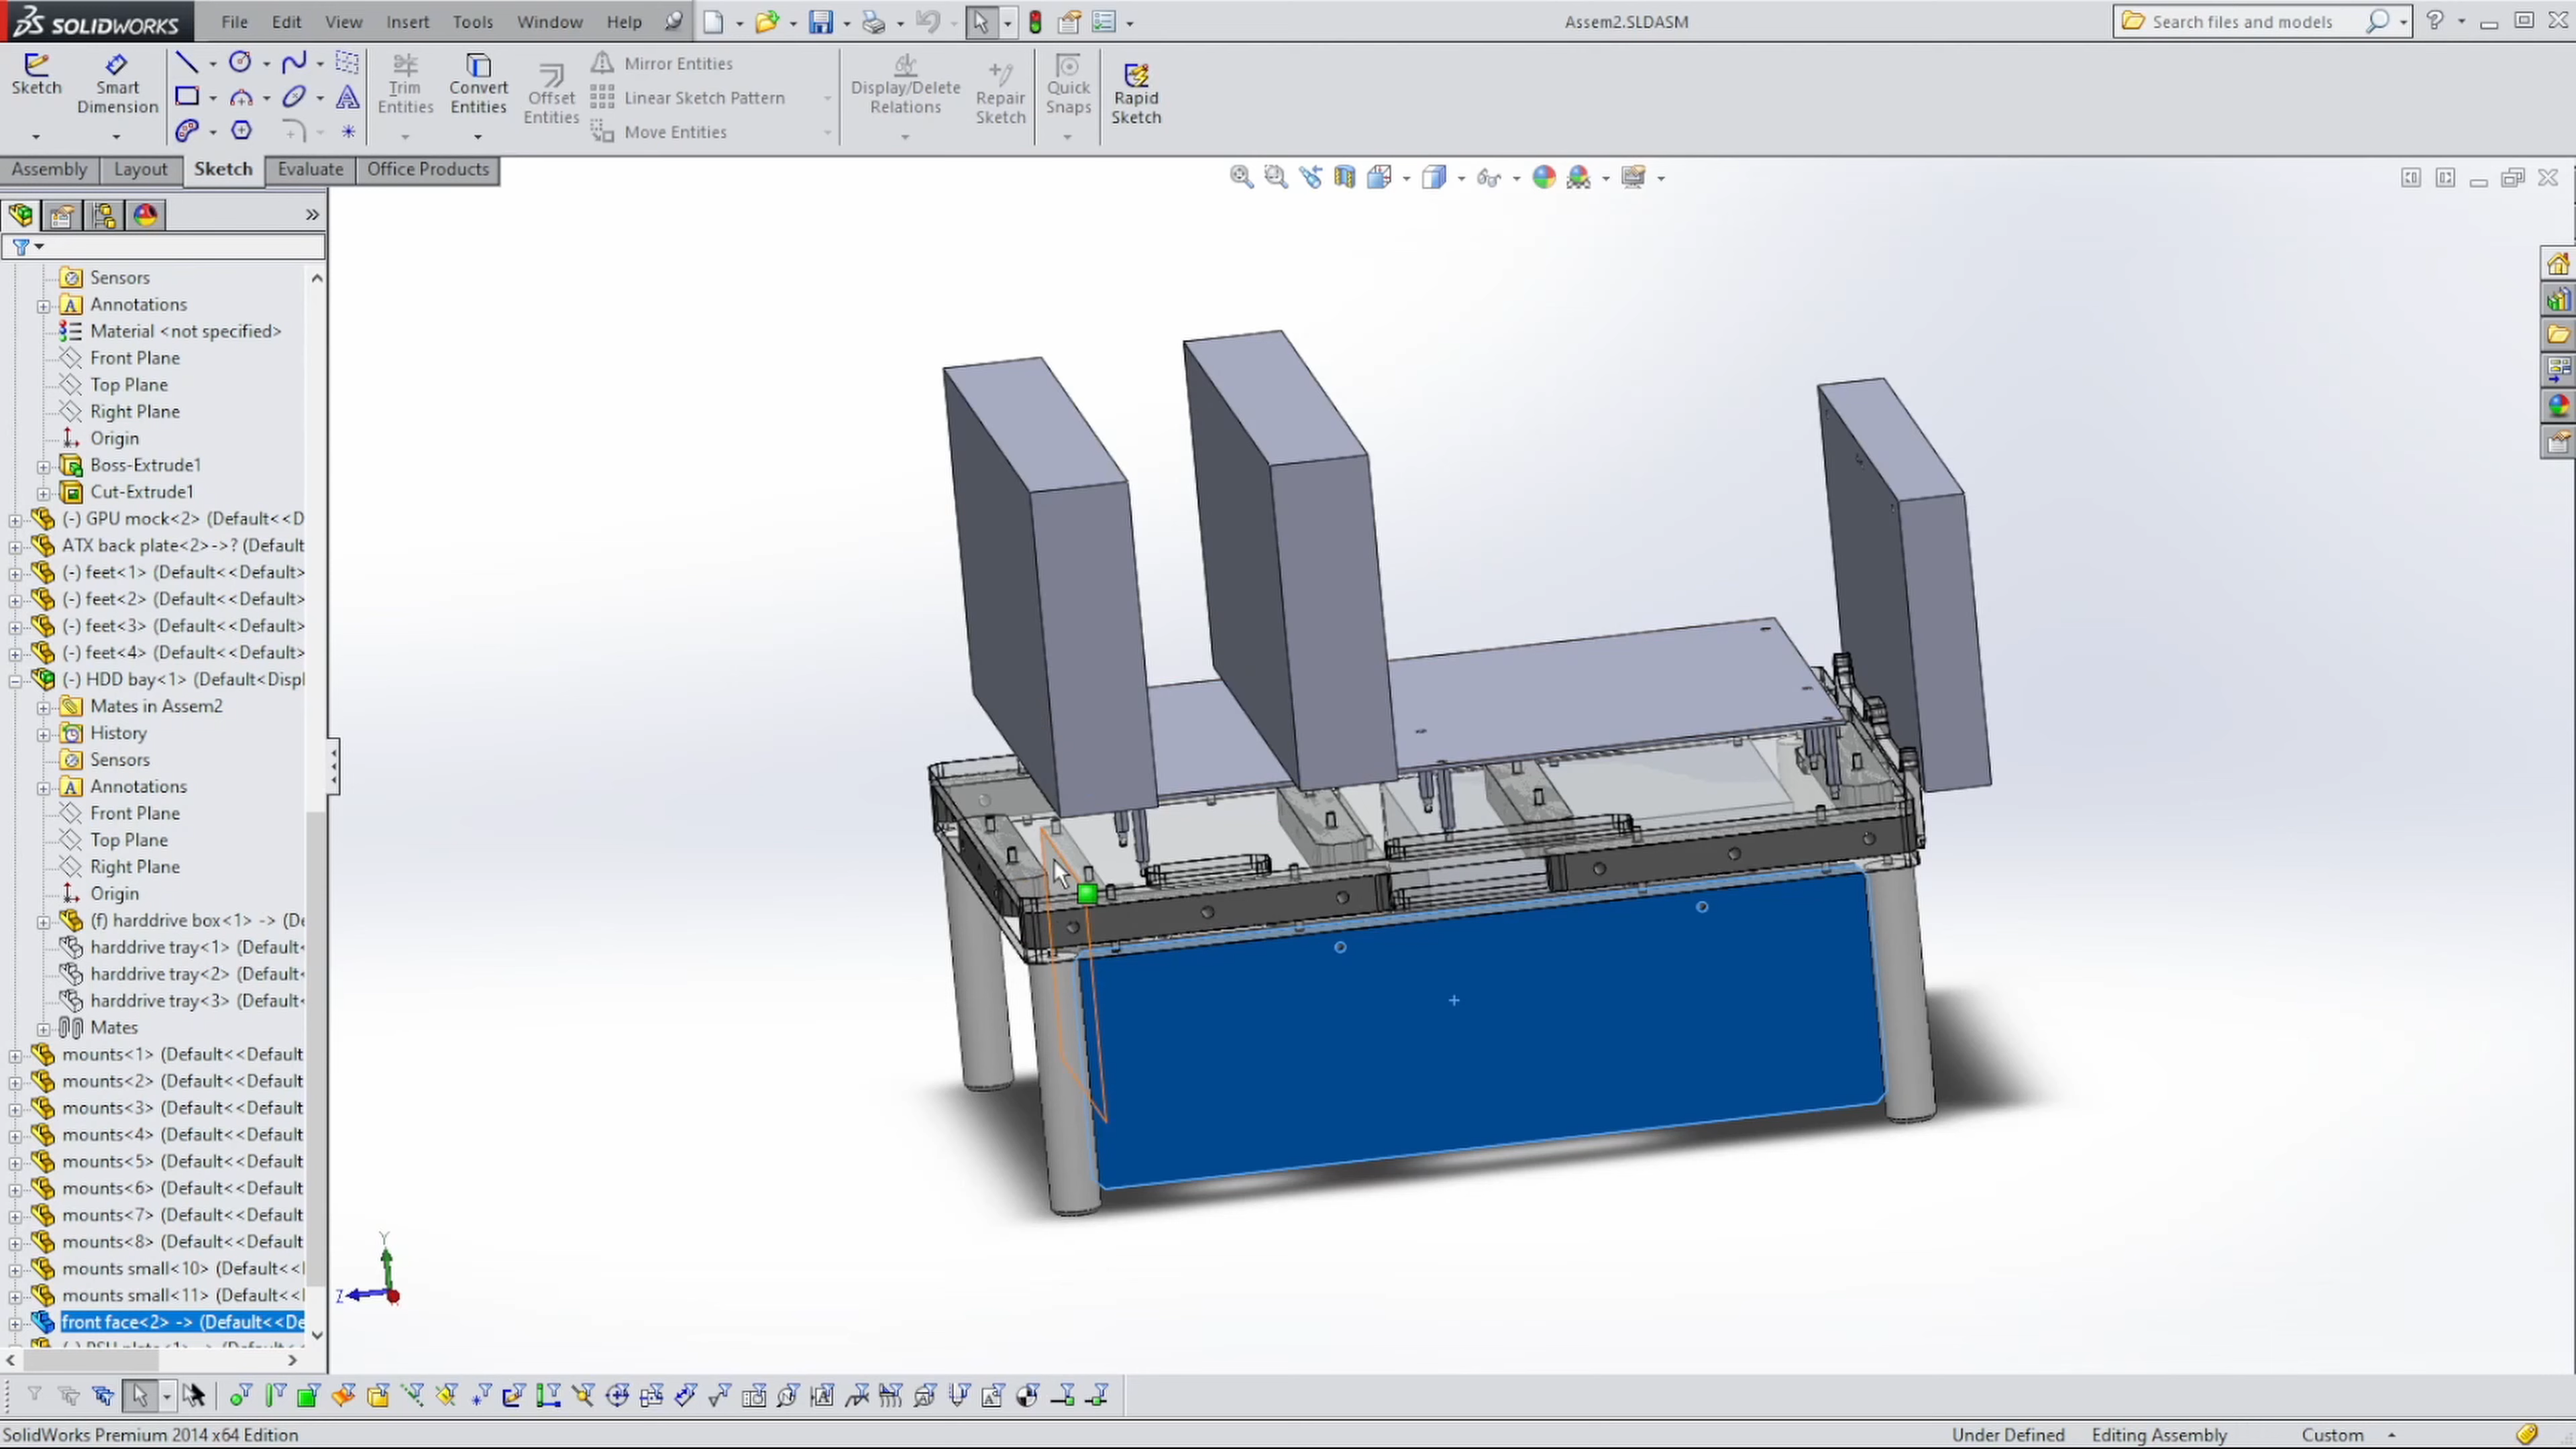 SOLIDWORKS File Edit View Insert Tools Window Help Assem2.SLDASM Search files and models
Sketch Smart Dimension Trim Entities Convert Entities Offset Entities Mirror Entities Linear Sketch Pattern Move Entities Display/Delete Relations Repair Sketch Quick Snaps Rapid Sketch
Assembly Layout Sketch Evaluate Office Products
Sensors
Annotations
Material <not specified>
Front Plane
Top Plane
Right Plane
Origin
Boss-Extrude1
Cut-Extrude1
(-) GPU mock<2> (Default<<D
ATX back plate<2>->? (Default
(-) feet<1> (Default<<Default>
(-) feet<2> (Default<<Default>
(-) feet<3> (Default<<Default>
(-) feet<4> (Default<<Default>
(-) HDD bay<1> (Default<Displ
Mates in Assem2
History
Sensors
Annotations
Front Plane
Top Plane
Right Plane
Origin
(f) harddrive box<1> -> (De
harddrive tray<1> (Default<
harddrive tray<2> (Default<
harddrive tray<3> (Default<
Mates
mounts<1> (Default<<Default
mounts<2> (Default<<Default
mounts<3> (Default<<Default
mounts<4> (Default<<Default
mounts<5> (Default<<Default
mounts<6> (Default<<Default
mounts<7> (Default<<Default
mounts<8> (Default<<Default
mounts small<10> (Default<<
mounts small<11> (Default<<
front face<2> -> (Default<<De
Y
Z
SolidWorks Premium 2014 x64 Edition Under Defined Editing Assembly Custom